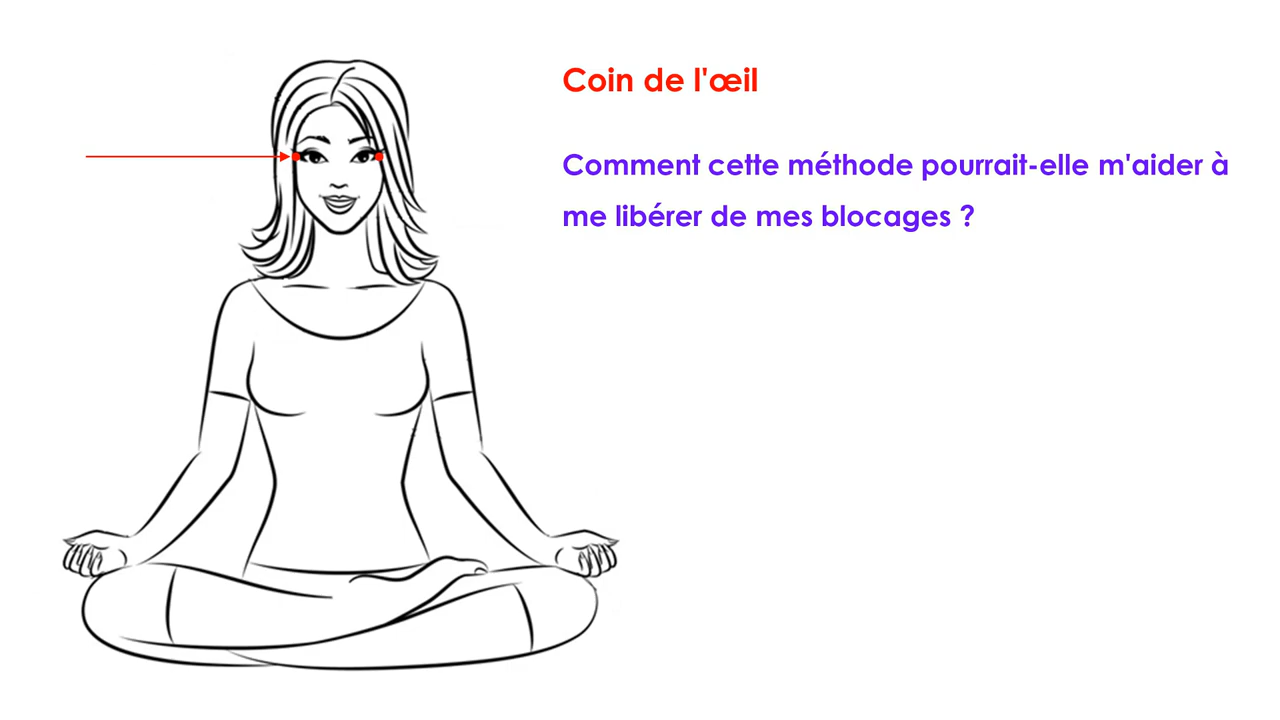 Coin de l'œil
Comment cette méthode pourrait-elle m'aider à
me libérer de mes blocages ?